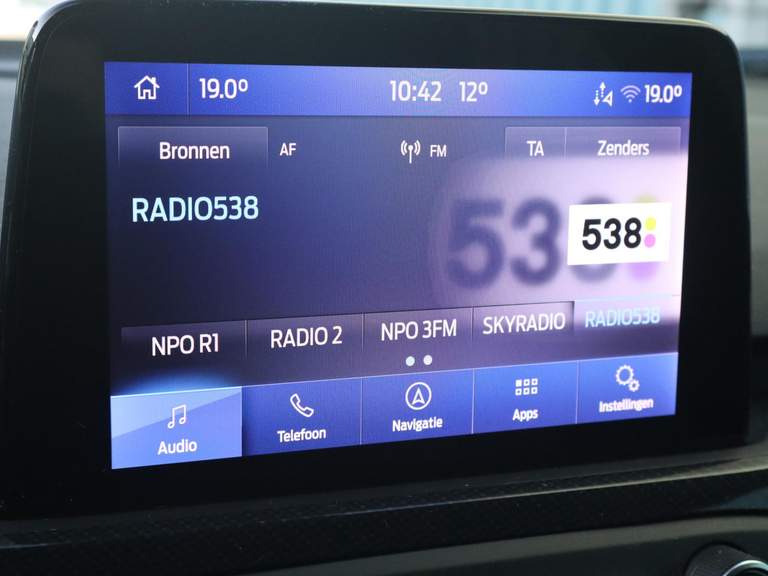 19.0° 10:42 12° 19.0°
Bronnen AF FM TA Zenders
RADIO538
538
538
NPO R1 RADIO 2 NPO 3FM SKYRADIO RADIO538
Audio Telefoon Navigatie Apps Instellingen